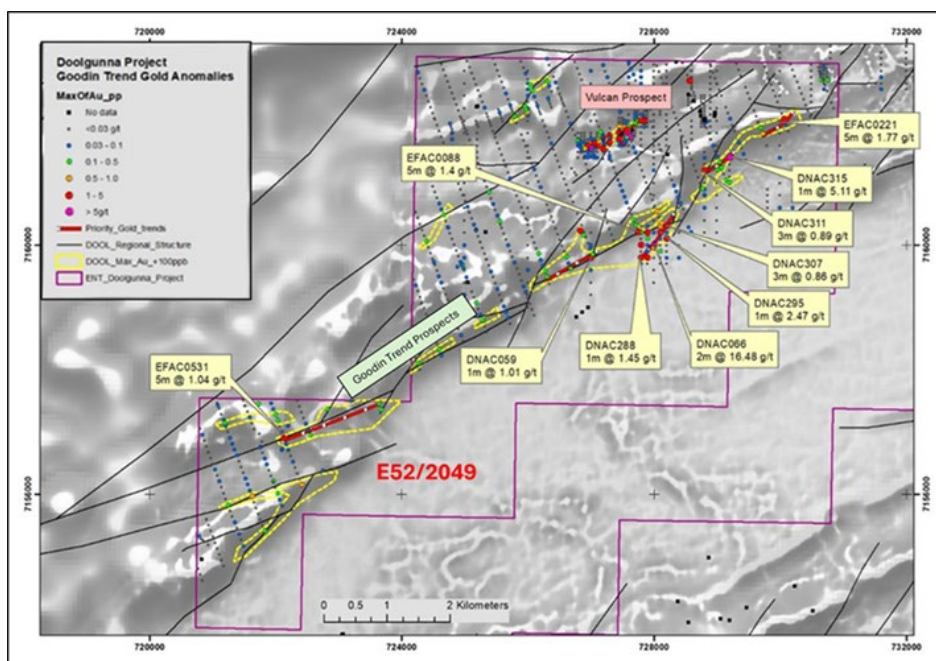 720000
724000
728000
732000
Doolgunna Project
Goodin Trend Gold Anomalies
MaxOfAu_pp
No data
<0.03 g/t
0.03 - 0.1
0.1 - 0.5
0.5 - 1.0
1 - 5
> 5g/t
Priority_Gold_trends
DOOL_Regional_Structure
DOOL_Max_Au_+100ppb
ENT_Doolgunna_Project
Vulcan Prospect
EFAC0221
5m @ 1.77 g/t
EFAC0088
5m @ 1.4 g/t
DNAC315
1m @ 5.11 g/t
DNAC311
3m @ 0.89 g/t
7160000
7160000
DNAC307
3m @ 0.86 g/t
DNAC295
1m @ 2.47 g/t
Goodin Trend Prospects
DNAC059
1m @ 1.01 g/t
DNAC288
1m @ 1.45 g/t
DNAC066
2m @ 16.48 g/t
EFAC0531
5m @ 1.04 g/t
E52/2049
7156000
7156000
0 0.5 1 2 Kilometers
720000
724000
728000
732000